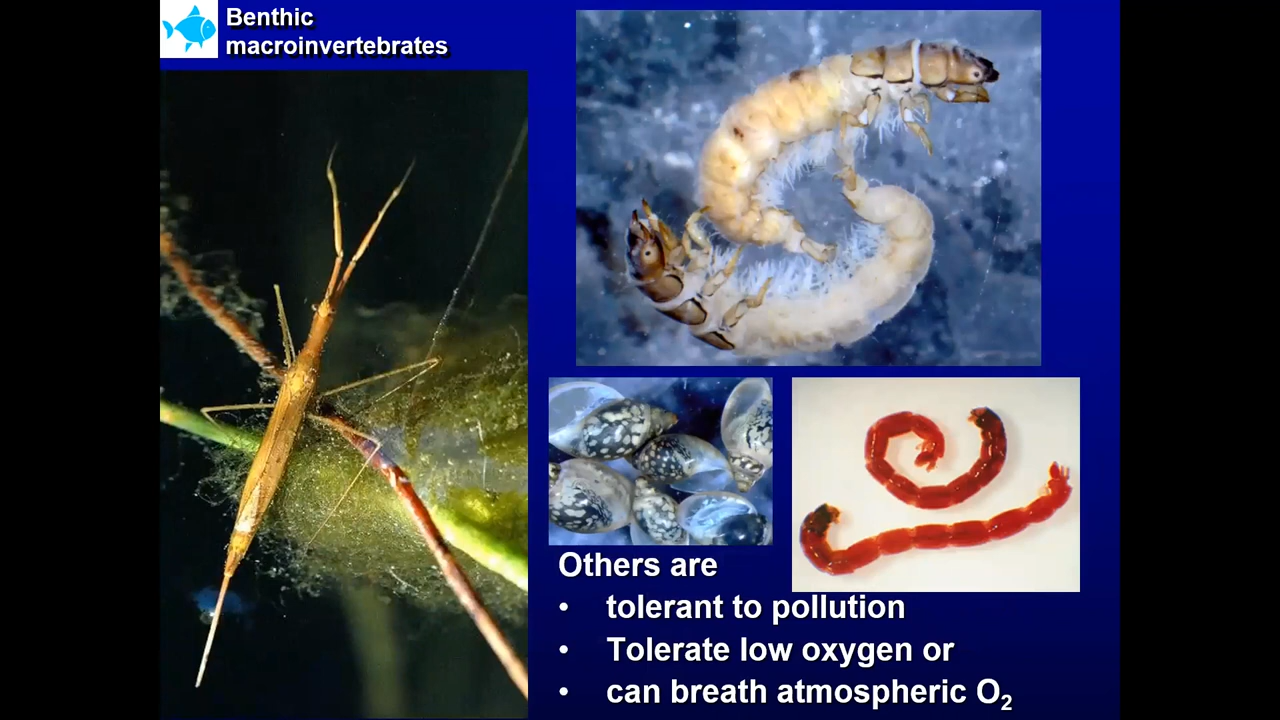 Benthic
macroinvertebrates
Others are
• tolerant to pollution
• Tolerate low oxygen or
• can breath atmospheric O₂